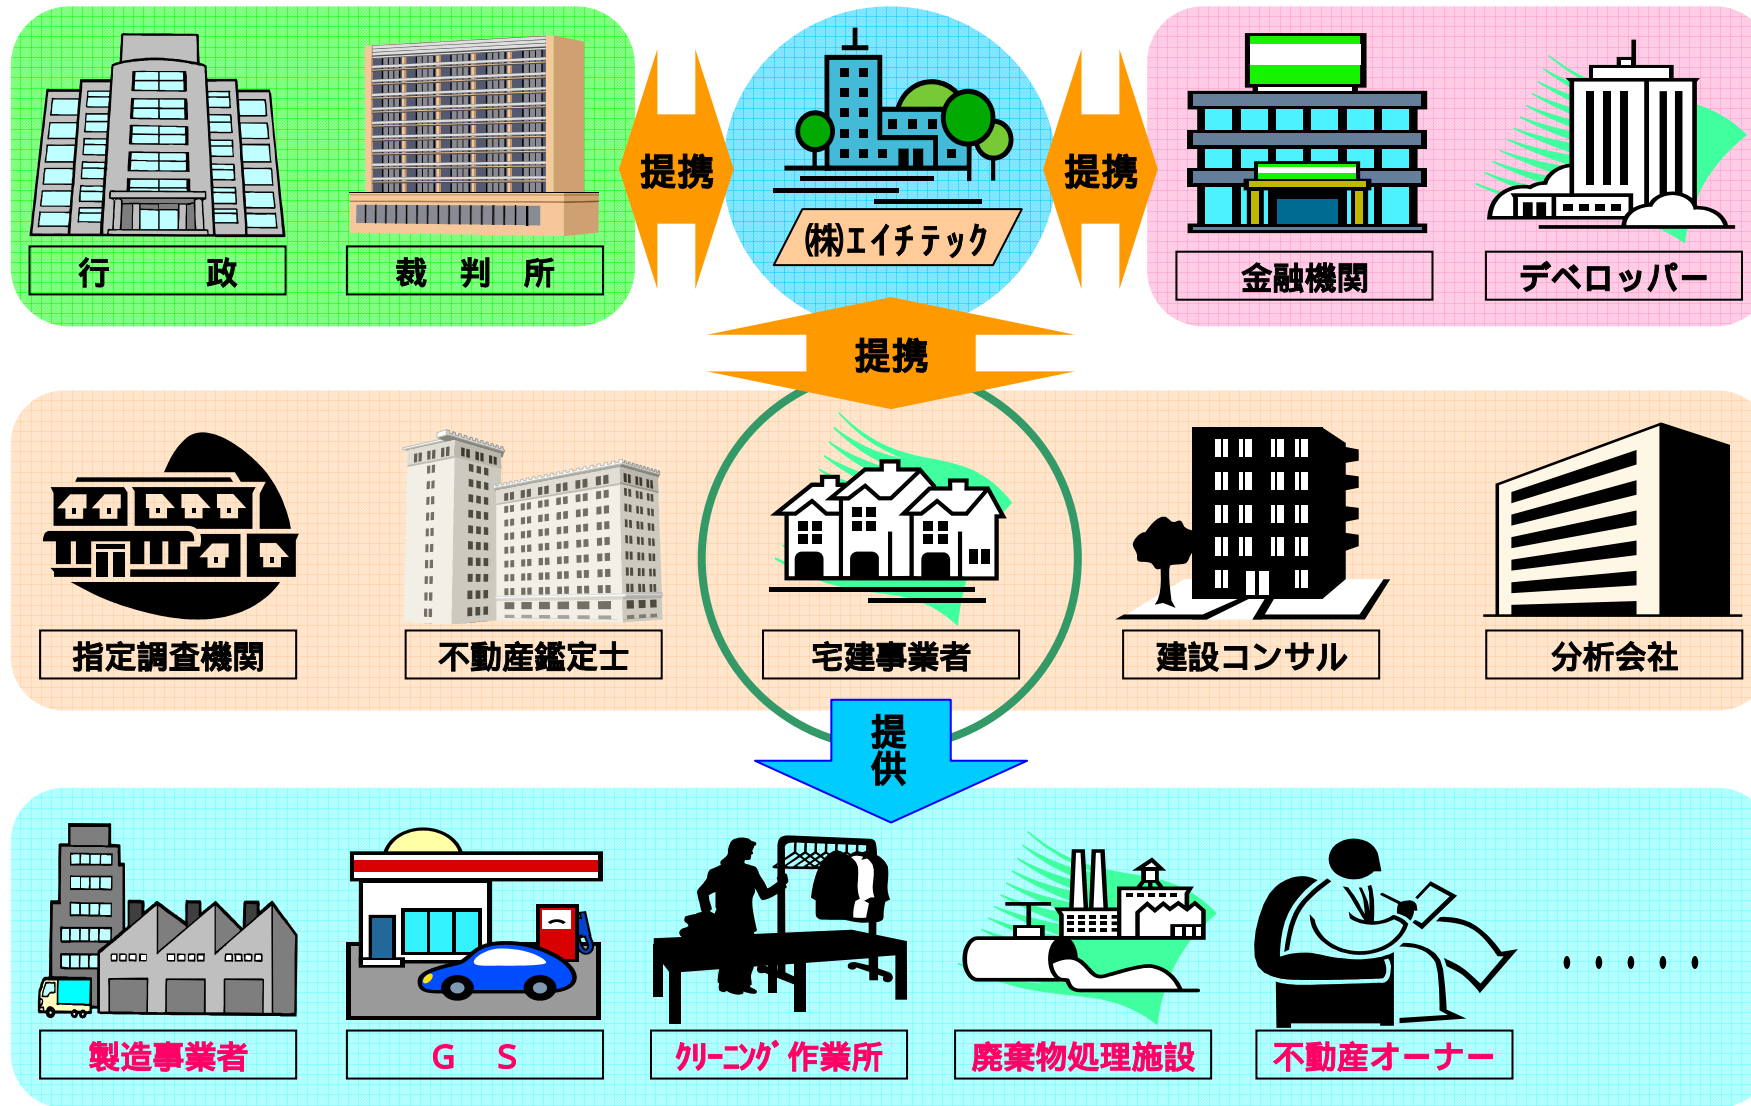 提携
提携
㈱エイチテック
行　　　政
裁　判　所
金融機関
デベロッパー
提携
指定調査機関
不動産鑑定士
宅建事業者
建設コンサル
分析会社
提
供
製造事業者
Ｇ　Ｓ
ｸﾘｰﾆﾝｸﾞ作業所
廃棄物処理施設
不動産オーナー
・・・・・